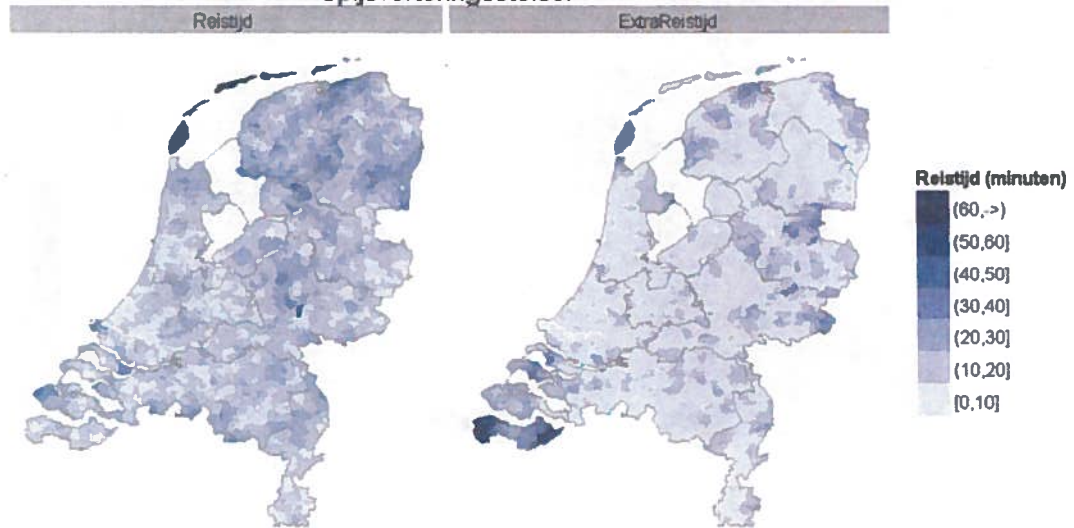 Reistijd
ExtraReistijd
Reistijd (minuten)
(60,->)
(50,60]
(40,50]
(30,40]
(20,30]
(10,20]
[0,10]